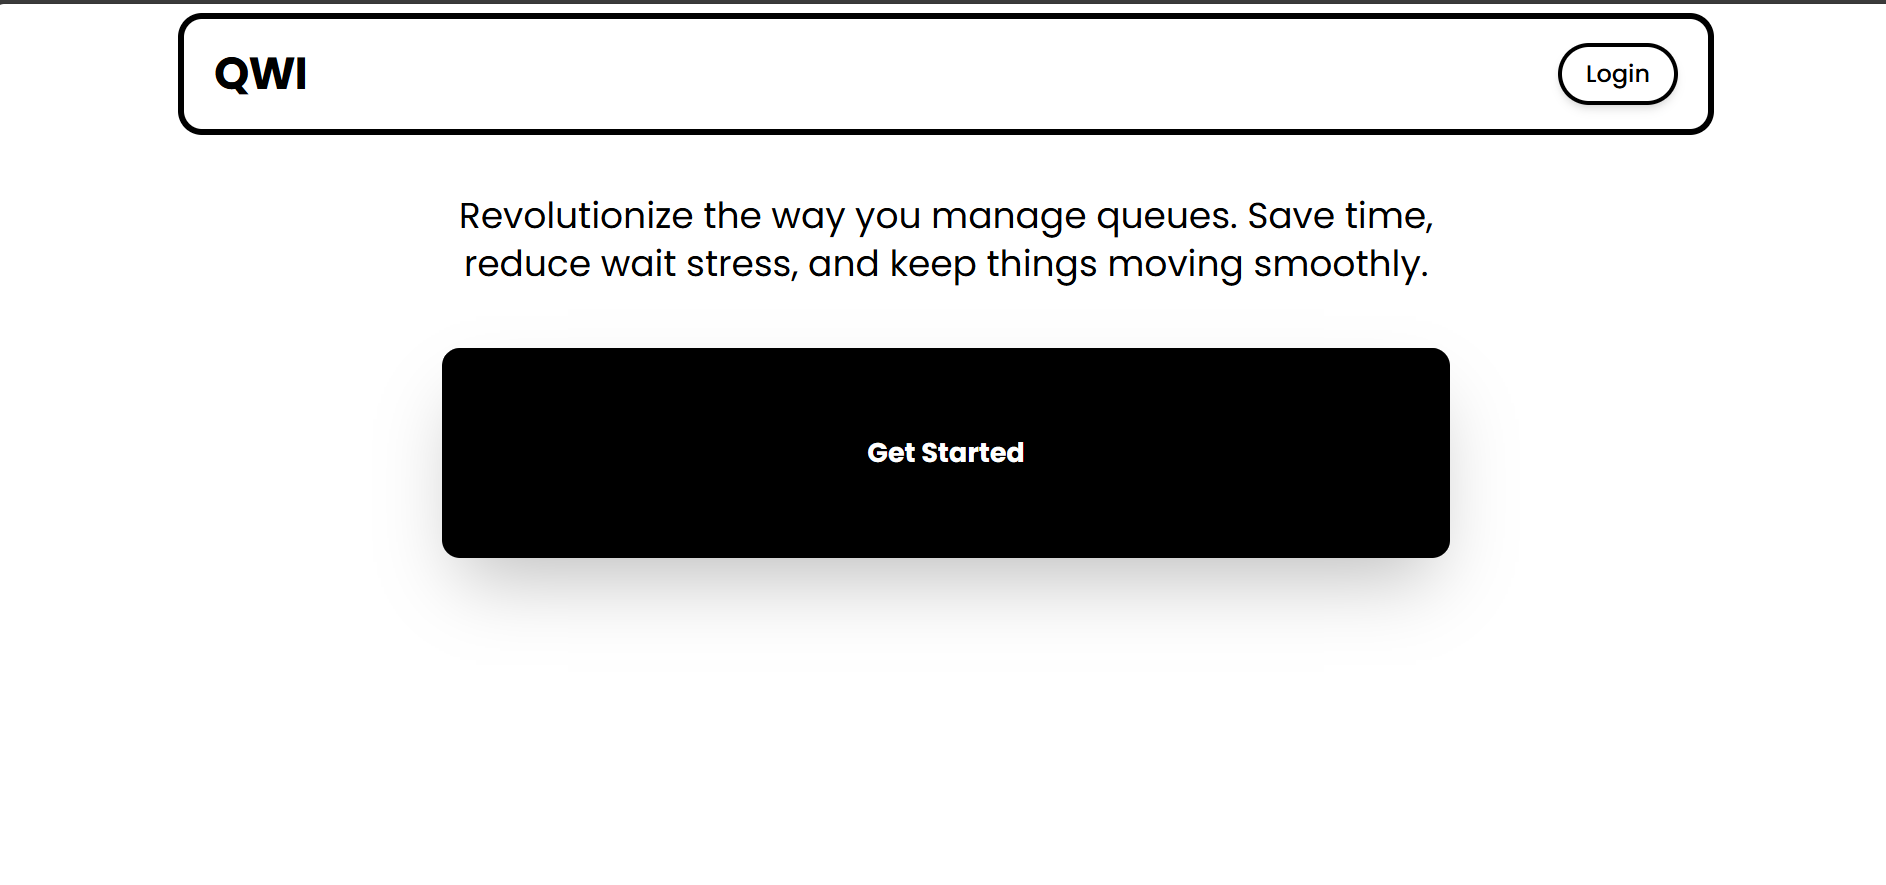 QWI
Login
Revolutionize the way you manage queues. Save time,
reduce wait stress, and keep things moving smoothly.
Get Started